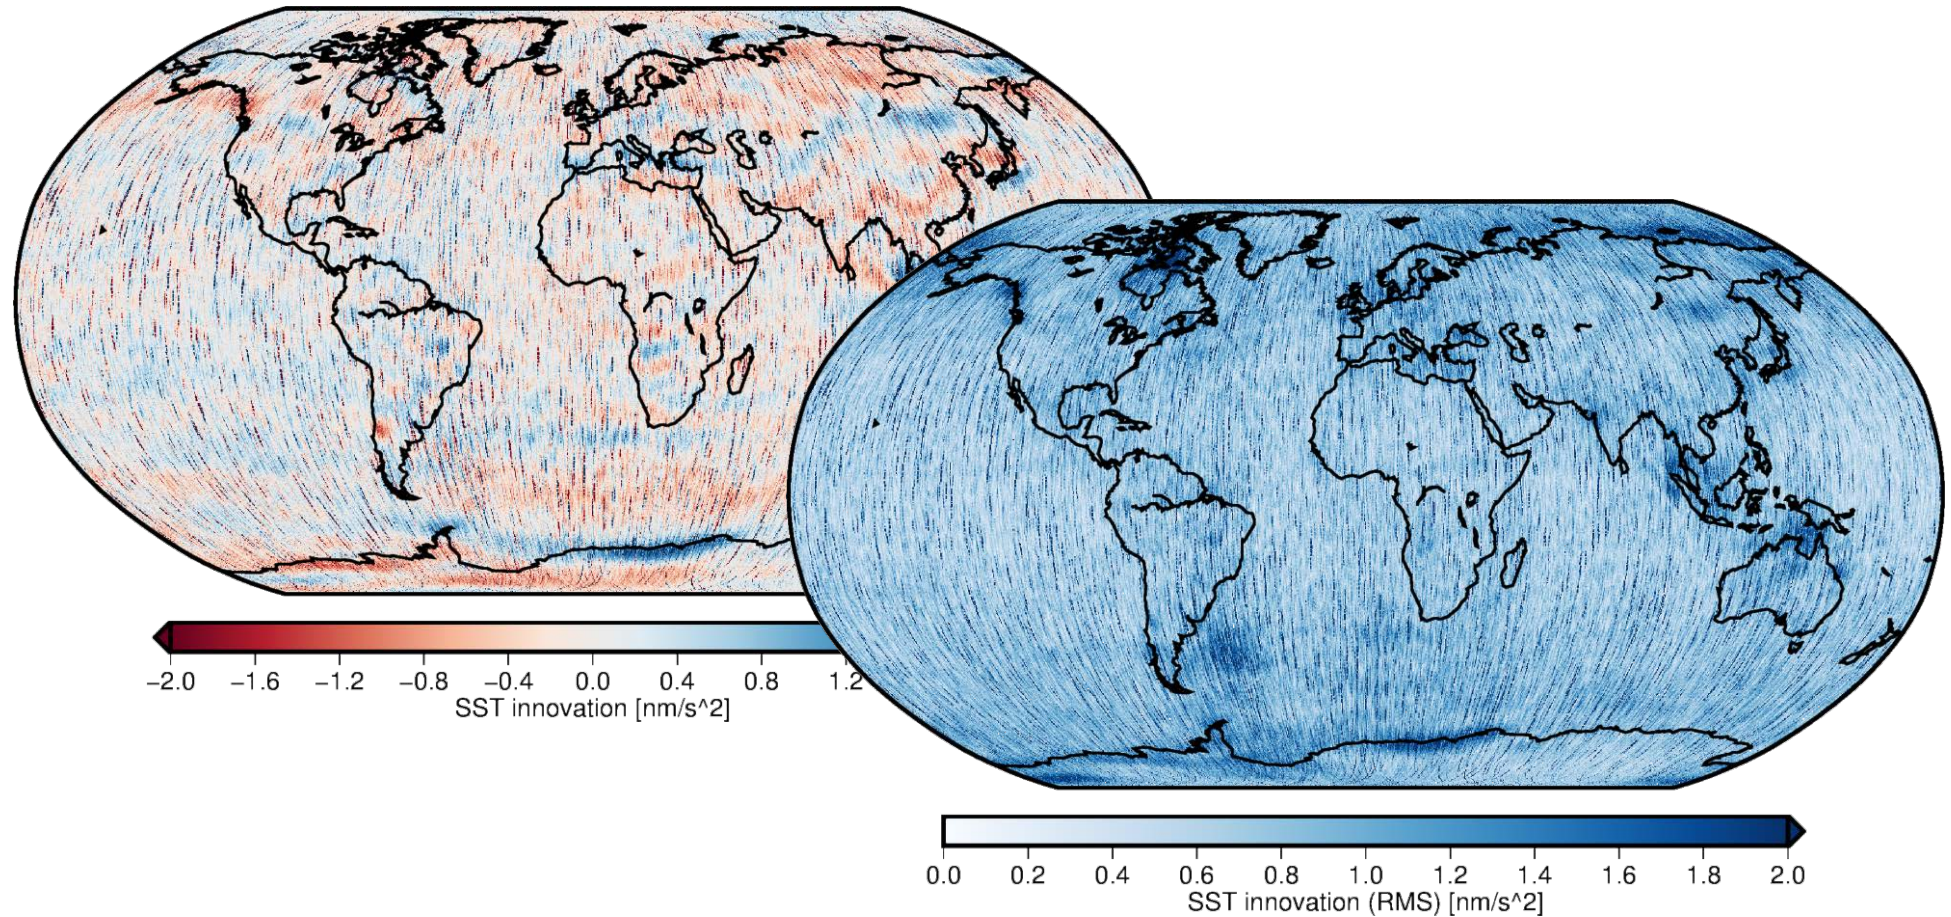 −2.0 −1.6 −1.2 −0.8 −0.4 0.0 0.4 0.8 1.2
SST innovation [nm/s^2]
0.0 0.2 0.4 0.6 0.8 1.0 1.2 1.4 1.6 1.8 2.0
SST innovation (RMS) [nm/s^2]